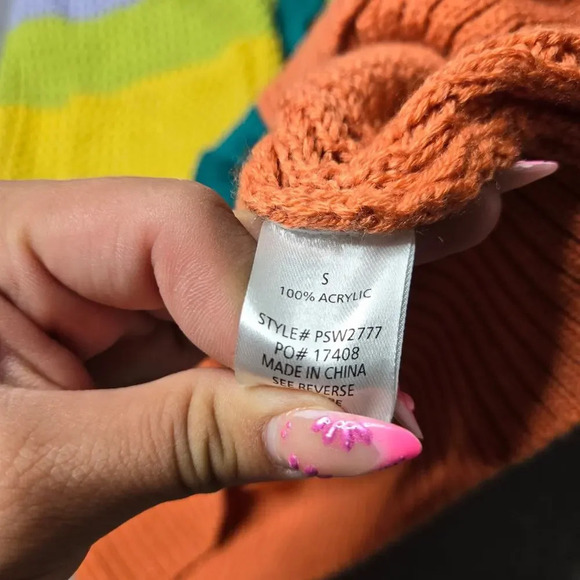 S
100% ACRYLIC
STYLE# PSW2777
PO# 17408
MADE IN CHINA
SEE REVERSE